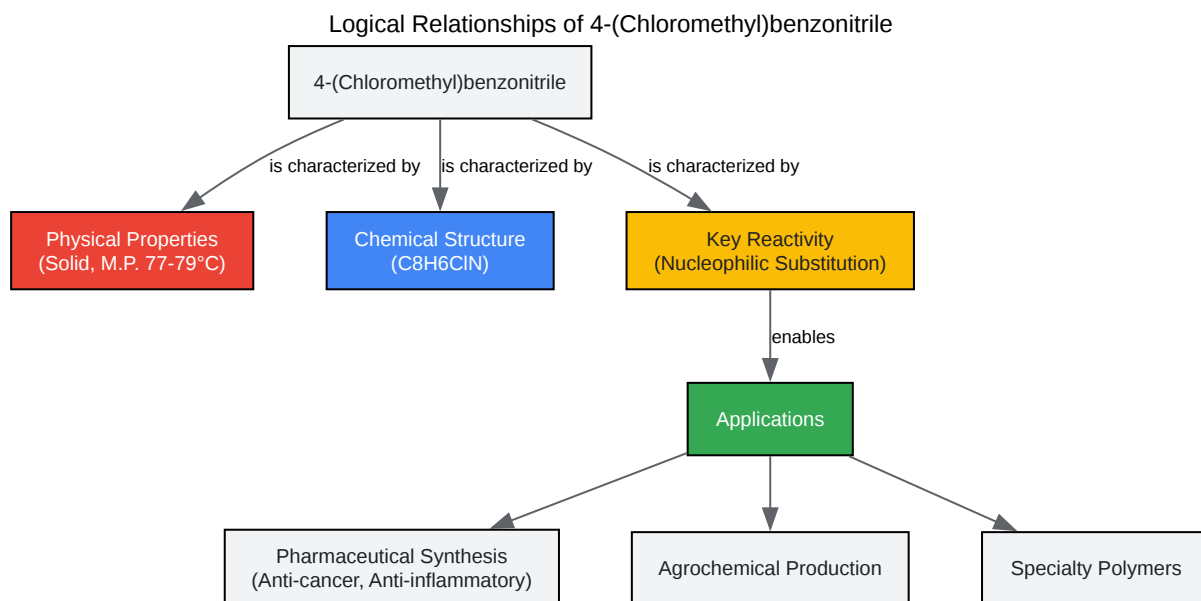 Logical Relationships of 4-(Chloromethyl)benzonitrile
4-(Chloromethyl)benzonitrile
is characterized by
is characterized by
is characterized by
Physical Properties
(Solid, M.P. 77-79°C)
Chemical Structure
(C8H6ClN)
Key Reactivity
(Nucleophilic Substitution)
enables
Applications
Pharmaceutical Synthesis
(Anti-cancer, Anti-inflammatory)
Agrochemical Production
Specialty Polymers